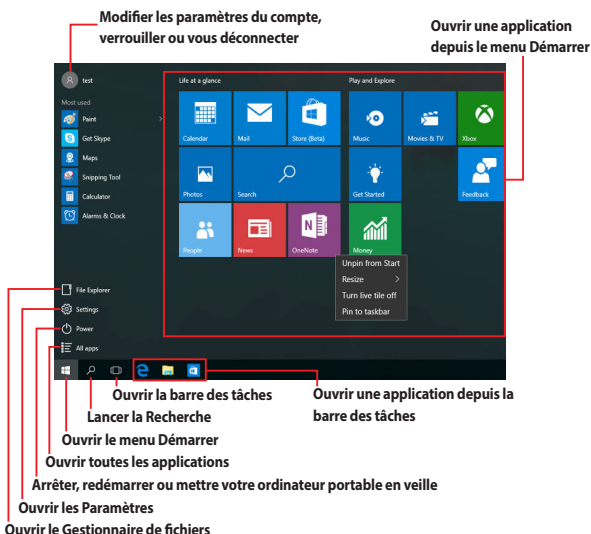 Modifier les paramètres du compte,
verrouiller ou vous déconnecter
Ouvrir une application
depuis le menu Démarrer
test
Most used
Paint
Get Skype
Maps
Snipping Tool
Calculator
Alarms & Clock
File Explorer
Settings
Power
All apps
Life at a glance
Calendar
Mail
Store (Beta)
Photos
Search
People
News
OneNote
Play and Explore
Music
Movies & TV
Xbox
Get Started
Feedback
Money
Unpin from Start
Resize
Turn live tile off
Pin to taskbar
Ouvrir la barre des tâches
Ouvrir une application depuis la
barre des tâches
Lancer la Recherche
Ouvrir le menu Démarrer
Ouvrir toutes les applications
Arrêter, redémarrer ou mettre votre ordinateur portable en veille
Ouvrir les Paramètres
Ouvrir le Gestionnaire de fichiers